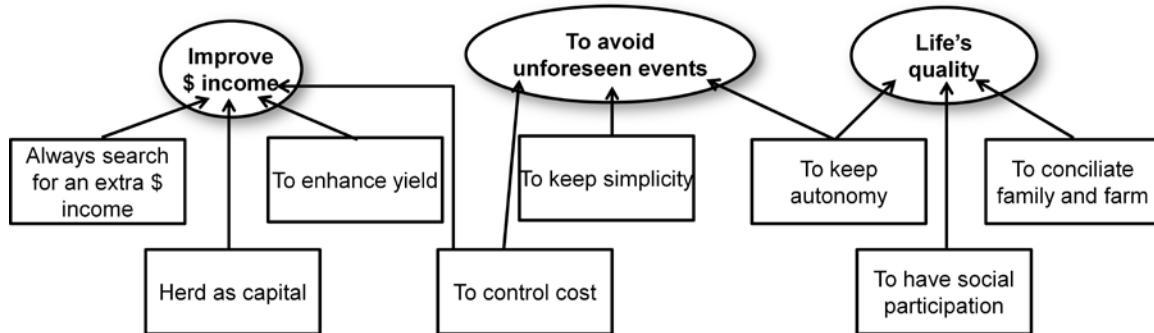 Improve
$ income
To avoid
unforeseen events
Life's
quality
Always search
for an extra $
income
To enhance yield
To keep simplicity
To keep
autonomy
To conciliate
family and farm
Herd as capital
To control cost
To have social
participation